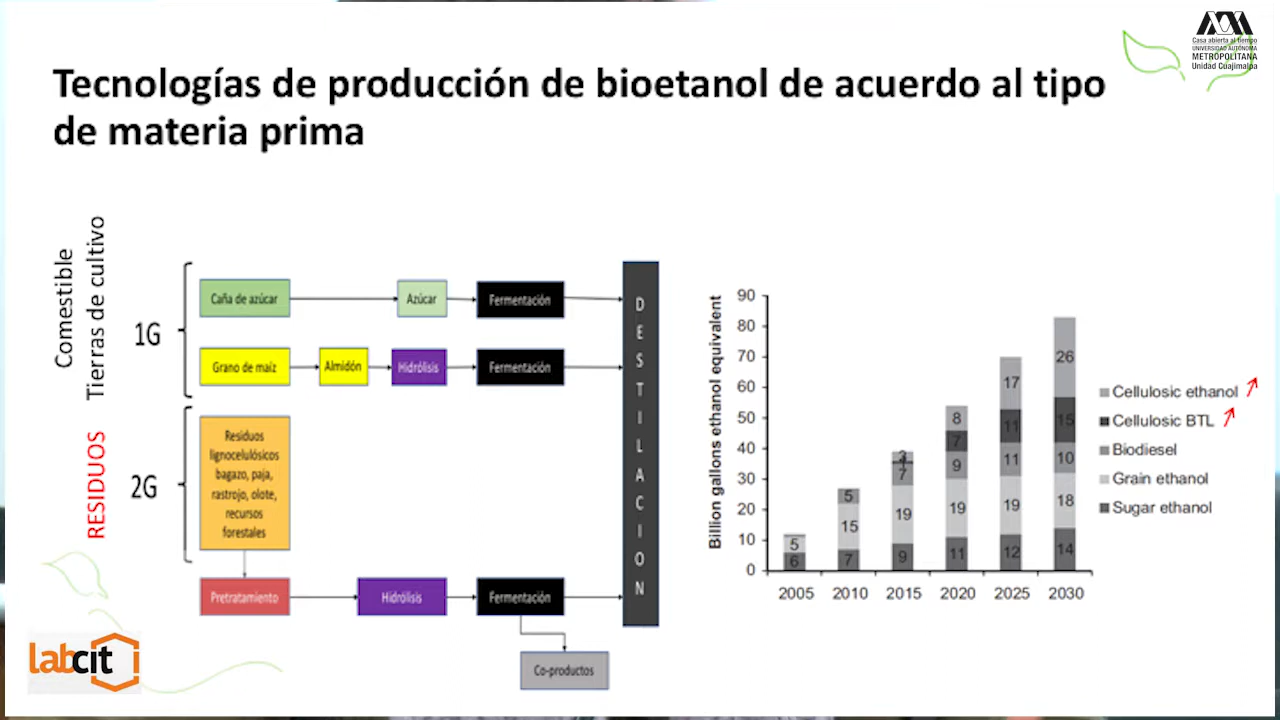 Casa abierta al tiempo
UNIVERSIDAD AUTÓNOMA
METROPOLITANA
Unidad Cuajimalpa
Tecnologías de producción de bioetanol de acuerdo al tipo
de materia prima
Comestible
Tierras de cultivo
1G
RESIDUOS
2G
Caña de azúcar
Azúcar
Fermentación
Grano de maíz
Almidón
Hidrólisis
Fermentación
Residuos
lignocelulósicos
bagazo, paja,
rastrojo, olote,
recursos
forestales
Pretratamiento
Hidrólisis
Fermentación
Co-productos
DESTILACION
Billion gallons ethanol equivalent
90
80
70
60
50
40
30
20
10
0
5
6
5
15
7
7
19
9
8
7
9
19
11
17
11
11
19
12
26
15
10
18
14
2005 2010 2015 2020 2025 2030
Cellulosic ethanol
Cellulosic BTL
Biodiesel
Grain ethanol
Sugar ethanol
labcit